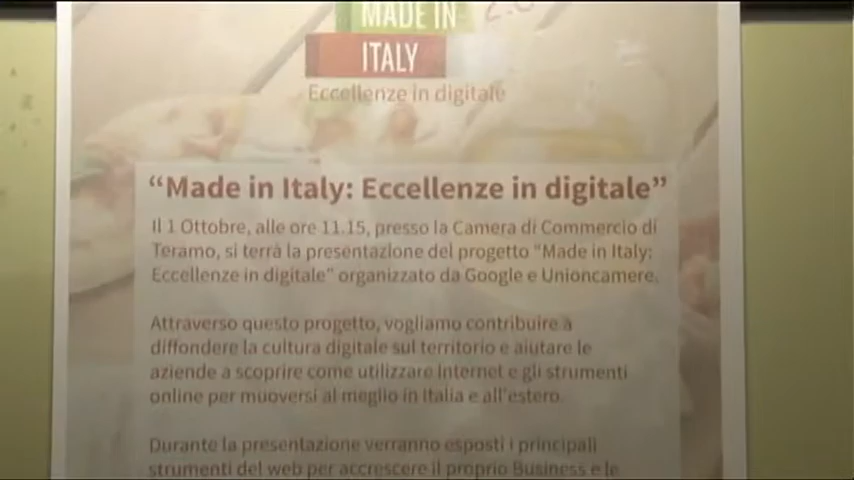 MADE IN
2.0
ITALY
Eccellenze in digitale
“Made in Italy: Eccellenze in digitale”
Il 1 Ottobre, alle ore 11.15, presso la Camera di Commercio di
Teramo, si terrà la presentazione del progetto “Made in Italy:
Eccellenze in digitale” organizzato da Google e Unioncamere.
Attraverso questo progetto, vogliamo contribuire a
diffondere la cultura digitale sul territorio e aiutare le
aziende a scoprire come utilizzare Internet e gli strumenti
online per muoversi al meglio in Italia e all'estero.
Durante la presentazione verranno esposti i principali
strumenti del web per accrescere il proprio Business e le